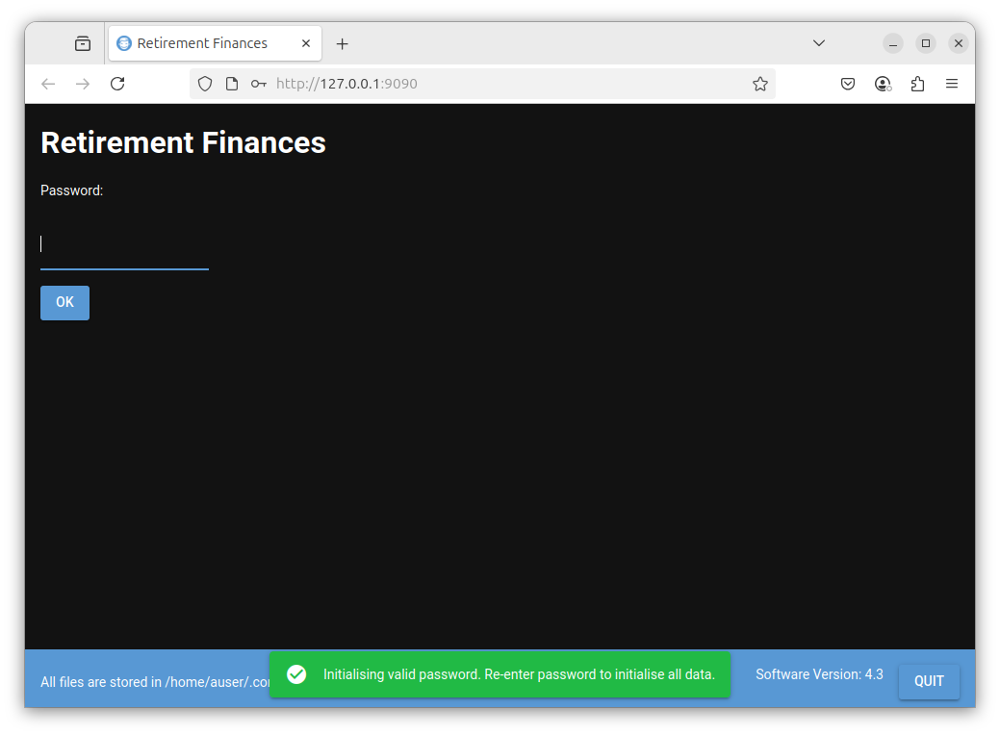 Retirement Finances
http://127.0.0.1:9090
Retirement Finances
Password:
OK
All files are stored in /home/auser/.co
Initialising valid password. Re-enter password to initialise all data.
Software Version: 4.3
QUIT